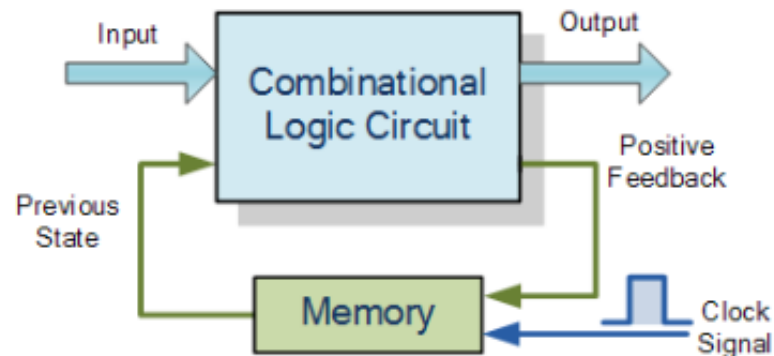 Input
Output
Combinational
Logic Circuit
Positive
Feedback
Previous
State
Memory
Clock
Signal